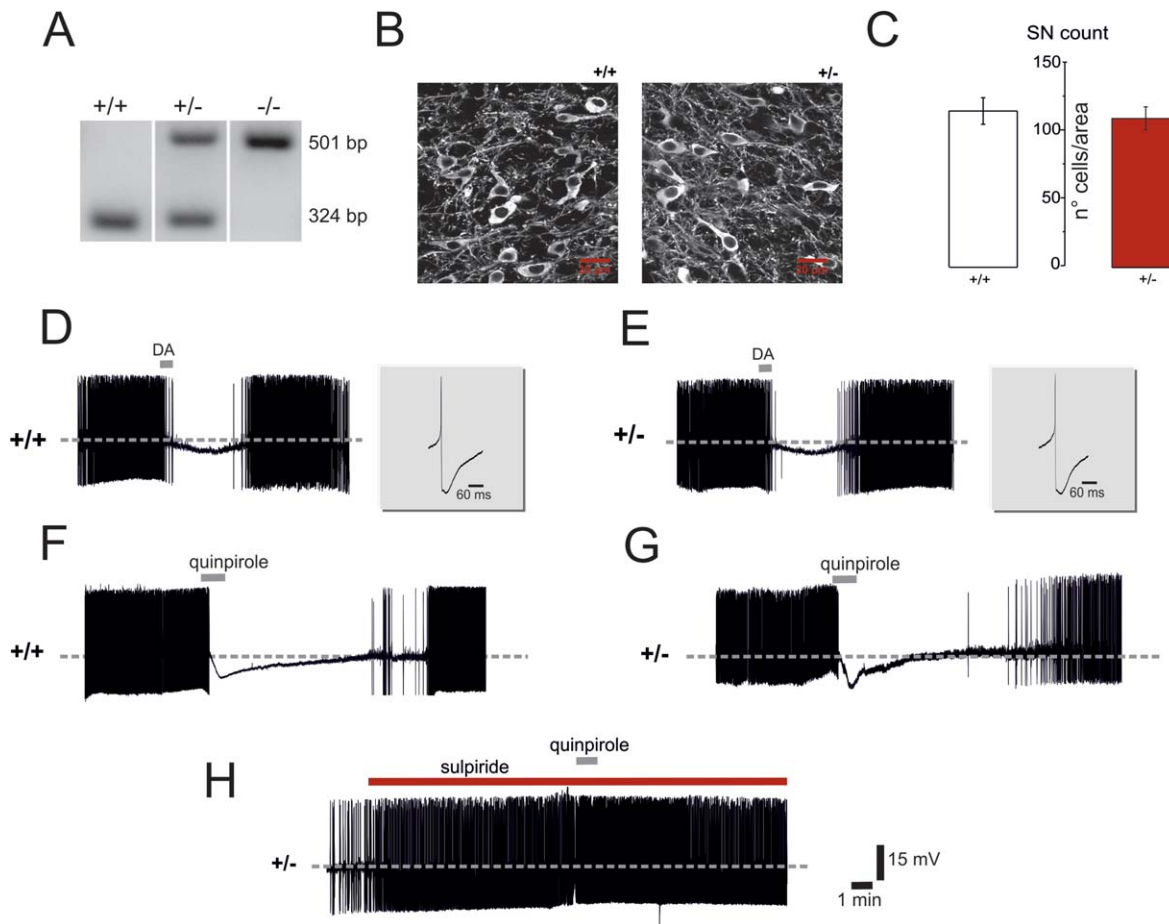 A
+/+ +/- -/-
501 bp
324 bp
B
+/+
+/-
C
SN count
n° cells/area
150
100
50
0
+/+
+/-
D
DA
+/+
60 ms
E
DA
+/-
60 ms
F
quinpirole
+/+
G
quinpirole
+/-
H
quinpirole
sulpiride
+/-
15 mV
1 min